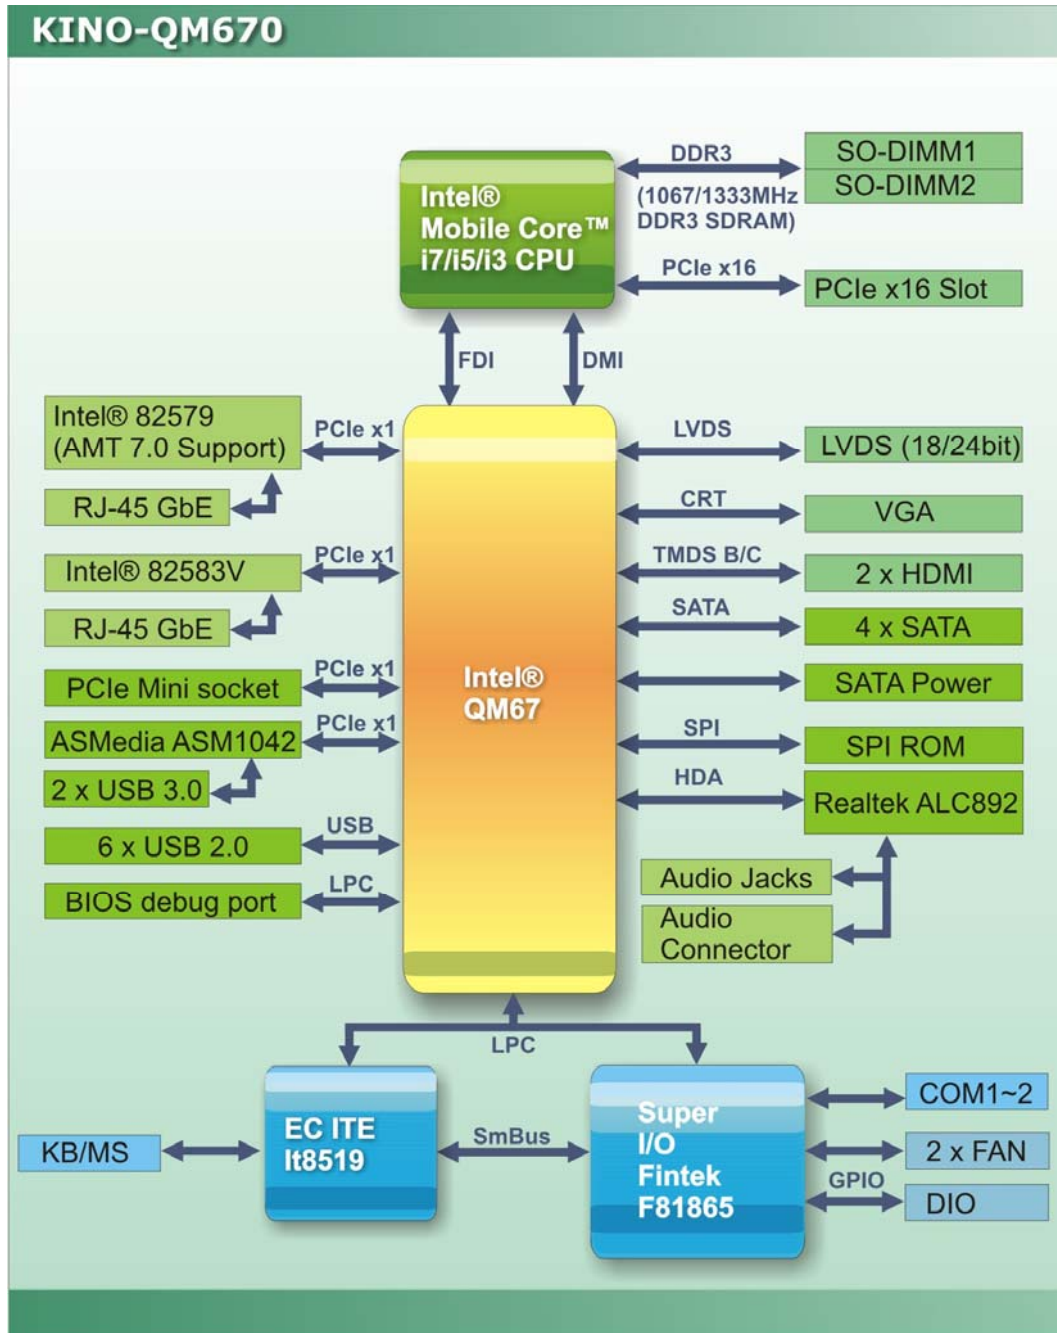 KINO-QM670
Intel®
Mobile Core™
i7/i5/i3 CPU
DDR3
(1067/1333MHz
DDR3 SDRAM)
SO-DIMM1
SO-DIMM2
PCIe x16
PCIe x16 Slot
FDI
DMI
Intel® 82579
(AMT 7.0 Support)
PCIe x1
RJ-45 GbE
Intel® 82583V
PCIe x1
RJ-45 GbE
PCIe Mini socket
PCIe x1
ASMedia ASM1042
PCIe x1
2 x USB 3.0
6 x USB 2.0
USB
BIOS debug port
LPC
Intel®
QM67
LVDS
LVDS (18/24bit)
CRT
VGA
TMDS B/C
2 x HDMI
SATA
4 x SATA
SATA Power
SPI
SPI ROM
HDA
Realtek ALC892
Audio Jacks
Audio
Connector
LPC
KB/MS
EC ITE
It8519
SmBus
Super
I/O
Fintek
F81865
COM1~2
2 x FAN
GPIO
DIO